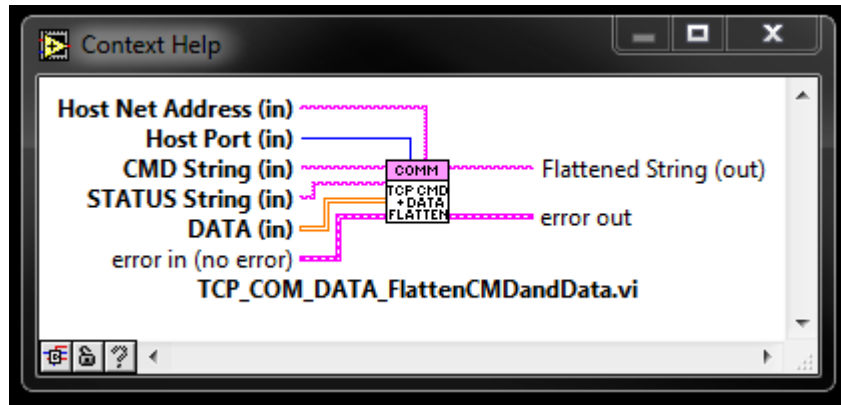 Context Help
Host Net Address (in)
Host Port (in)
CMD String (in)
STATUS String (in)
DATA (in)
error in (no error)
COMM
TCP CMD
+DATA
FLATTEN
Flattened String (out)
error out
TCP_COM_DATA_FlattenCMDandData.vi